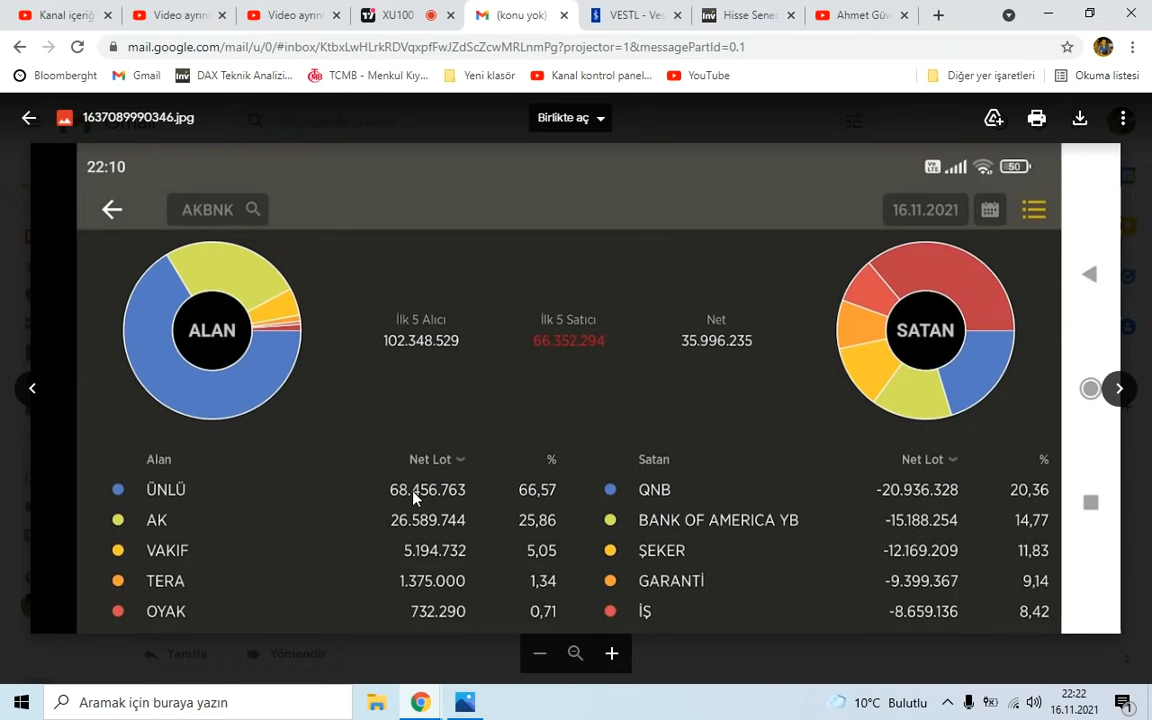 Kanal içeriğ
Video ayrın
Video ayrın
XU100
(konu yok)
VESTL - Ves
Hisse Sened
Ahmet Güv
mail.google.com/mail/u/0/#inbox/KtbxLwHLrkRDVqxpfFwJZdScZcwMRLnmPg?projector=1&messagePartId=0.1
Bloomberght
Gmail
DAX Teknik Analizi...
TCMB - Menkul Kıy...
Yeni klasör
Kanal kontrol panel...
YouTube
Diğer yer işaretleri
Okuma listesi
1637089990346.jpg
Birlikte aç
22:10
50
AKBNK
16.11.2021
ALAN
İlk 5 Alıcı
102.348.529
İlk 5 Satıcı
66.352.294
Net
35.996.235
SATAN
Alan Net Lot %
ÜNLÜ 68.456.763 66,57
AK 26.589.744 25,86
VAKIF 5.194.732 5,05
TERA 1.375.000 1,34
OYAK 732.290 0,71
Satan Net Lot %
QNB -20.936.328 20,36
BANK OF AMERICA YB -15.188.254 14,77
ŞEKER -12.169.209 11,83
GARANTİ -9.399.367 9,14
İŞ -8.659.136 8,42
Yanıtla
Yönlendir
Aramak için buraya yazın
10°C Bulutlu
22:22
16.11.2021